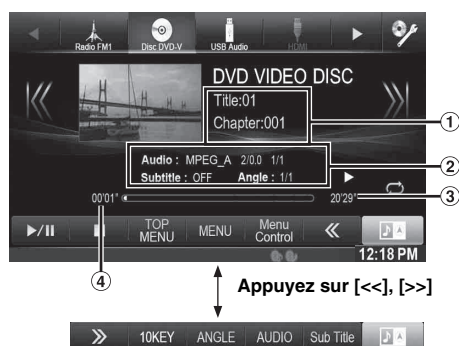 Radio FM1 Disc DVD-V USB Audio HDMI
DVD VIDEO DISC
Title:01
Chapter:001
1
Audio : MPEG_A 2/0.0 1/1
2
Subtitle : OFF Angle : 1/1
00'01" 20'29"
3
TOP MENU MENU Menu Control
12:18 PM
4
Appuyez sur [<<], [>>]
10KEY ANGLE AUDIO Sub Title